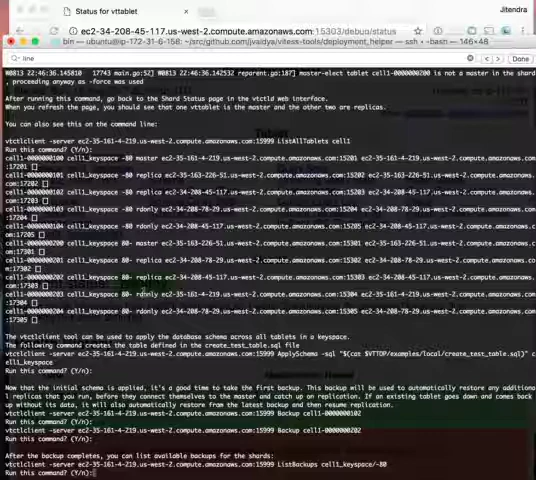 Status for vttablet
Jitendra
ec2-34-208-45-117.us-west-2.compute.amazonaws.com:15303/debug/status
bin — ubuntu@ip-172-31-6-158: ~/src/github.com/jvaidya/vitess-tools/deployment_helper — ssch • -bash — 146×48
line
Done
W0813 22:46:36.145810 17743 main.go:52] W0813 22:46:36.142532 reparent.go:187] master-elect tablet cell1-0000000200 is not a master in the shard
, proceeding anyway as -force was used
After running this command, go back to the Shard Status page in the vtctld web interface.
When you refresh the page, you should see that one vttablet is the master and the other two are replicas.
You can also see this on the command line:
vtctlclient -server ec2-35-161-4-219.us-west-2.compute.amazonaws.com:15999 ListAllTablets cell1
Run this command? (Y/n):
cell1-0000000100 cell1_keyspace -80 master ec2-35-161-4-219.us-west-2.compute.amazonaws.com:15201 ec2-35-161-4-219.us-west-2.compute.amazonaws.com
:17201 []
cell1-0000000101 cell1_keyspace -80 replica ec2-35-163-226-51.us-west-2.compute.amazonaws.com:15202 ec2-35-163-226-51.us-west-2.compute.amazonaws.
com:17202 []
cell1-0000000102 cell1_keyspace -80 replica ec2-34-208-45-117.us-west-2.compute.amazonaws.com:15203 ec2-34-208-45-117.us-west-2.compute.amazonaws.
com:17203 []
cell1-0000000103 cell1_keyspace -80 rdonly ec2-34-208-78-29.us-west-2.compute.amazonaws.com:15204 ec2-34-208-78-29.us-west-2.compute.amazonaws.com
:17204 []
cell1-0000000104 cell1_keyspace -80 rdonly ec2-34-208-78-29.us-west-2.compute.amazonaws.com:15205 ec2-34-208-78-29.us-west-2.compute.amazonaws.com
:17205 []
cell1-0000000200 cell1_keyspace 80- master ec2-35-163-226-51.us-west-2.compute.amazonaws.com:15301 ec2-35-163-226-51.us-west-2.compute.amazonaws.c
om:17301 []
cell1-0000000201 cell1_keyspace 80- replica ec2-34-208-78-29.us-west-2.compute.amazonaws.com:15302 ec2-34-208-78-29.us-west-2.compute.amazonaws.co
m:17302 []
cell1-0000000202 cell1_keyspace 80- replica ec2-34-208-45-117.us-west-2.compute.amazonaws.com:15303 ec2-34-208-45-117.us-west-2.compute.amazonaws.
com:17303 []
cell1-0000000203 cell1_keyspace 80- rdonly ec2-35-161-4-219.us-west-2.compute.amazonaws.com:15304 ec2-35-161-4-219.us-west-2.compute.amazonaws.com
:17304 []
cell1-0000000204 cell1_keyspace 80- rdonly ec2-35-161-4-219.us-west-2.compute.amazonaws.com:15305 ec2-35-161-4-219.us-west-2.compute.amazonaws.com
:17305 []
The vtctlclient tool can be used to apply the database schema across all tablets in a keyspace.
The following command creates the table defined in the create_test_table.sql file
vtctlclient -server ec2-35-161-4-219.us-west-2.compute.amazonaws.com:15999 ApplySchema -sql "$(cat $VTTOP/examples/local/create_test_table.sql)" c
ell1_keyspace
Run this command? (Y/n):
Now that the initial schema is applied, it's a good time to take the first backup. This backup will be used to automatically restore any additiona
l replicas that you run, before they connect themselves to the master and catch up on replication. If an existing tablet goes down and comes back
up without its data, it will also automatically restore from the latest backup and then resume replication.
vtctlclient -server ec2-35-161-4-219.us-west-2.compute.amazonaws.com:15999 Backup cell1-0000000102
Run this command? (Y/n):
vtctlclient -server ec2-35-161-4-219.us-west-2.compute.amazonaws.com:15999 Backup cell1-0000000202
Run this command? (Y/n):
After the backup completes, you can list available backups for the shards:
vtctlclient -server ec2-35-161-4-219.us-west-2.compute.amazonaws.com:15999 ListBackups cell1_keyspace/-80
Run this command? (Y/n):